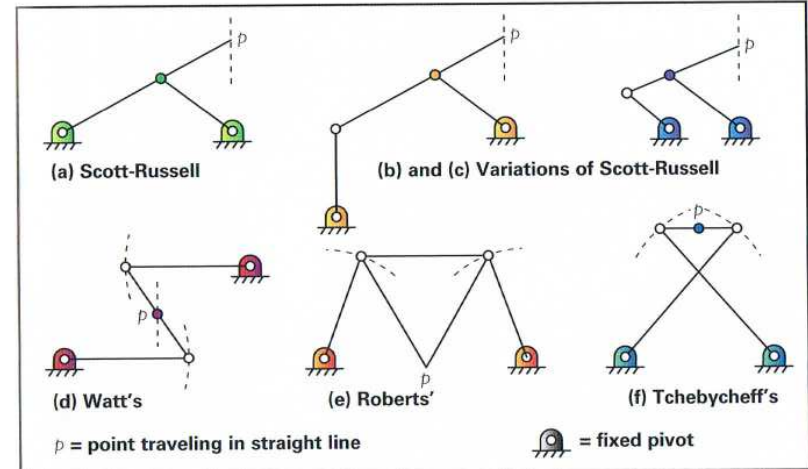 p
p
p
(a) Scott-Russell
(b) and (c) Variations of Scott-Russell
p
p
p
(d) Watt's
(e) Roberts'
(f) Tchebycheff's
p = point traveling in straight line
= fixed pivot